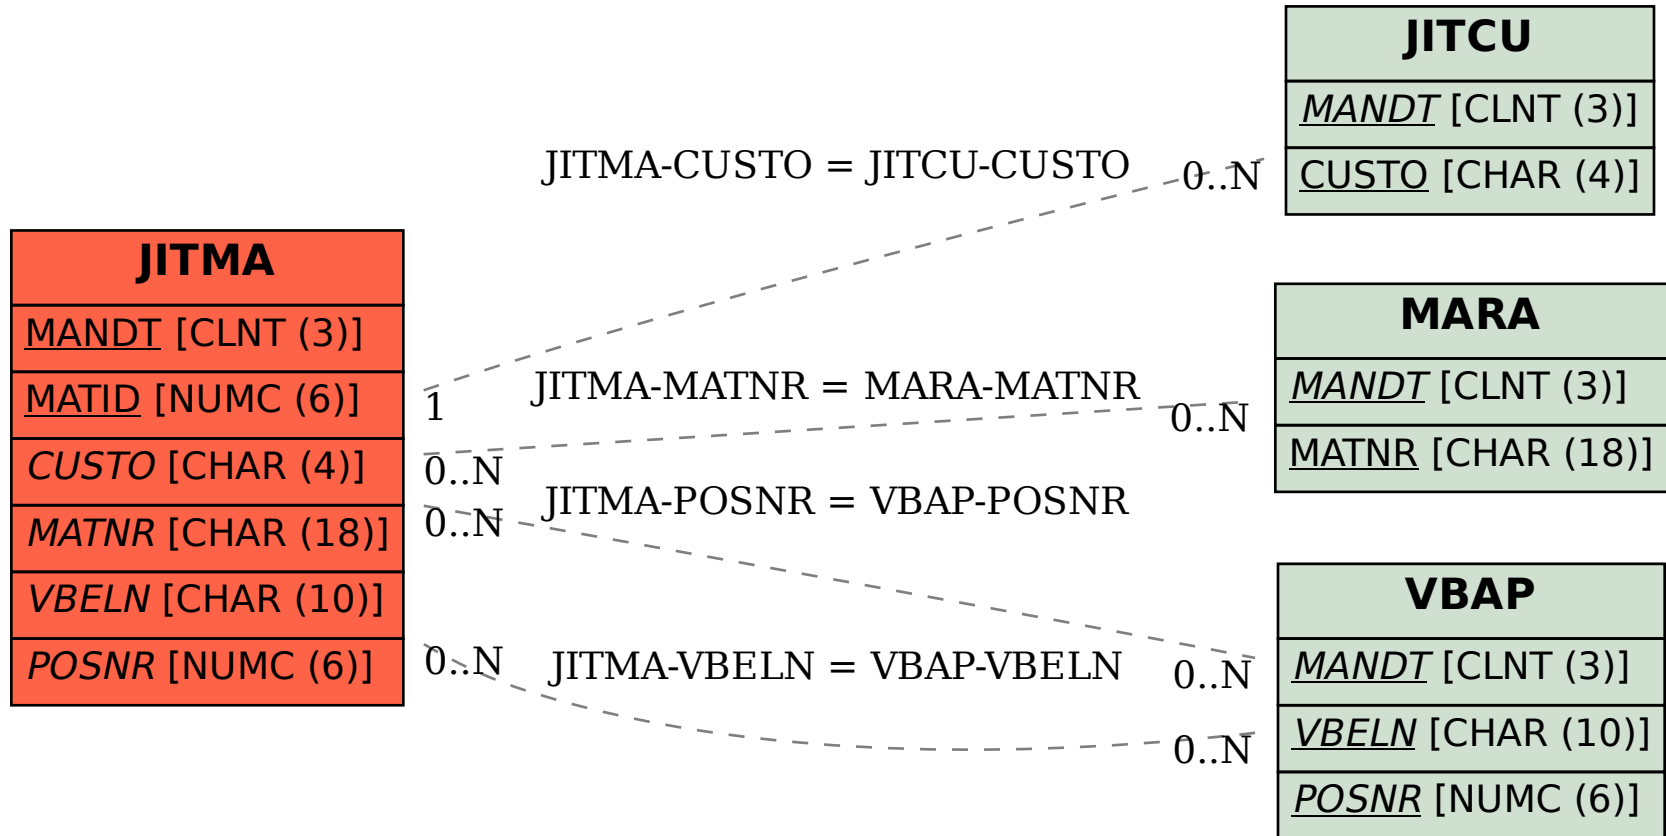 JITMA
MANDT [CLNT (3)]
MATID [NUMC (6)]
CUSTO [CHAR (4)]
MATNR [CHAR (18)]
VBELN [CHAR (10)]
POSNR [NUMC (6)]
JITMA-CUSTO = JITCU-CUSTO
1
0..N
JITMA-MATNR = MARA-MATNR
0..N
0..N
JITMA-POSNR = VBAP-POSNR
0..N
0..N
JITMA-VBELN = VBAP-VBELN
0..N
0..N
JITCU
MANDT [CLNT (3)]
CUSTO [CHAR (4)]
MARA
MANDT [CLNT (3)]
MATNR [CHAR (18)]
VBAP
MANDT [CLNT (3)]
VBELN [CHAR (10)]
POSNR [NUMC (6)]